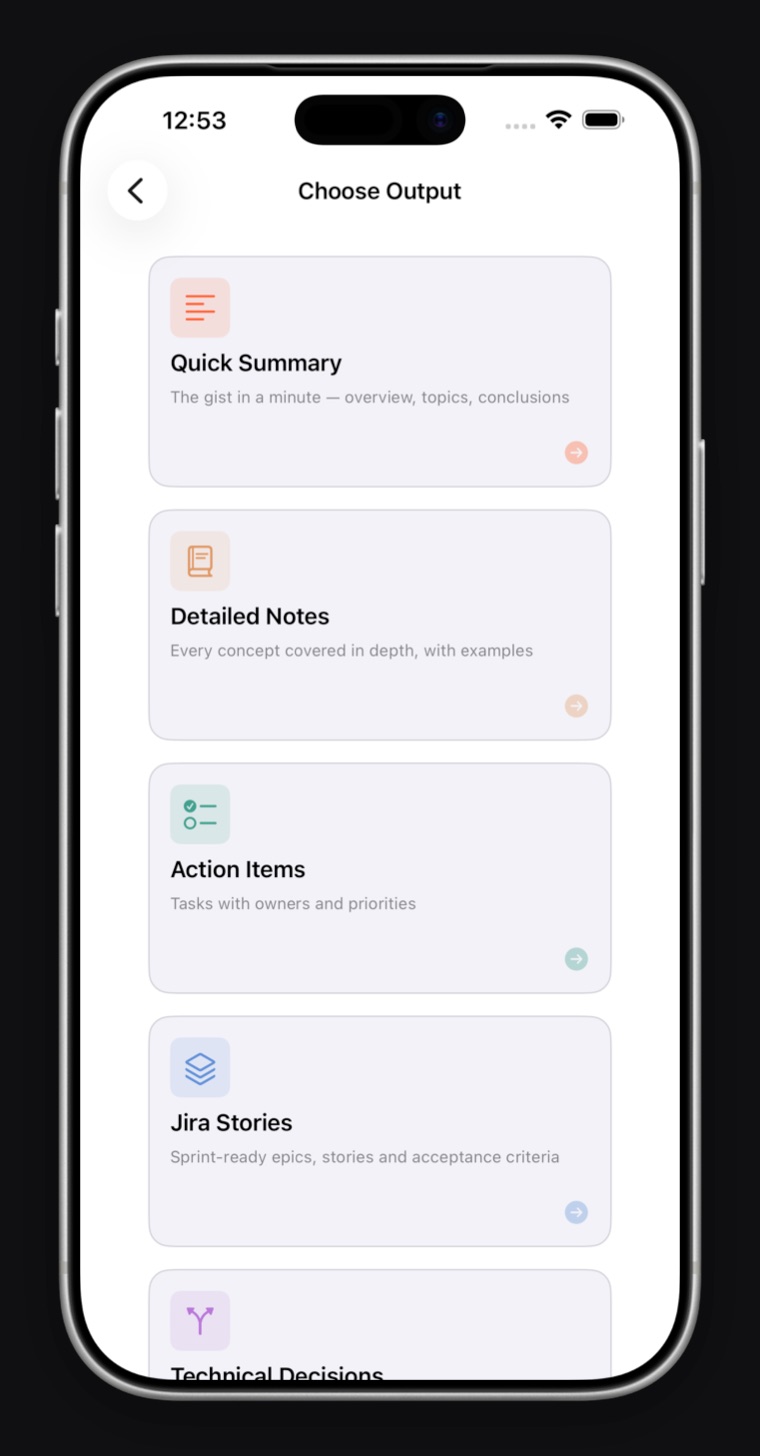 12:53
Choose Output
Quick Summary
The gist in a minute — overview, topics, conclusions
Detailed Notes
Every concept covered in depth, with examples
Action Items
Tasks with owners and priorities
Jira Stories
Sprint-ready epics, stories and acceptance criteria
Technical Decisions